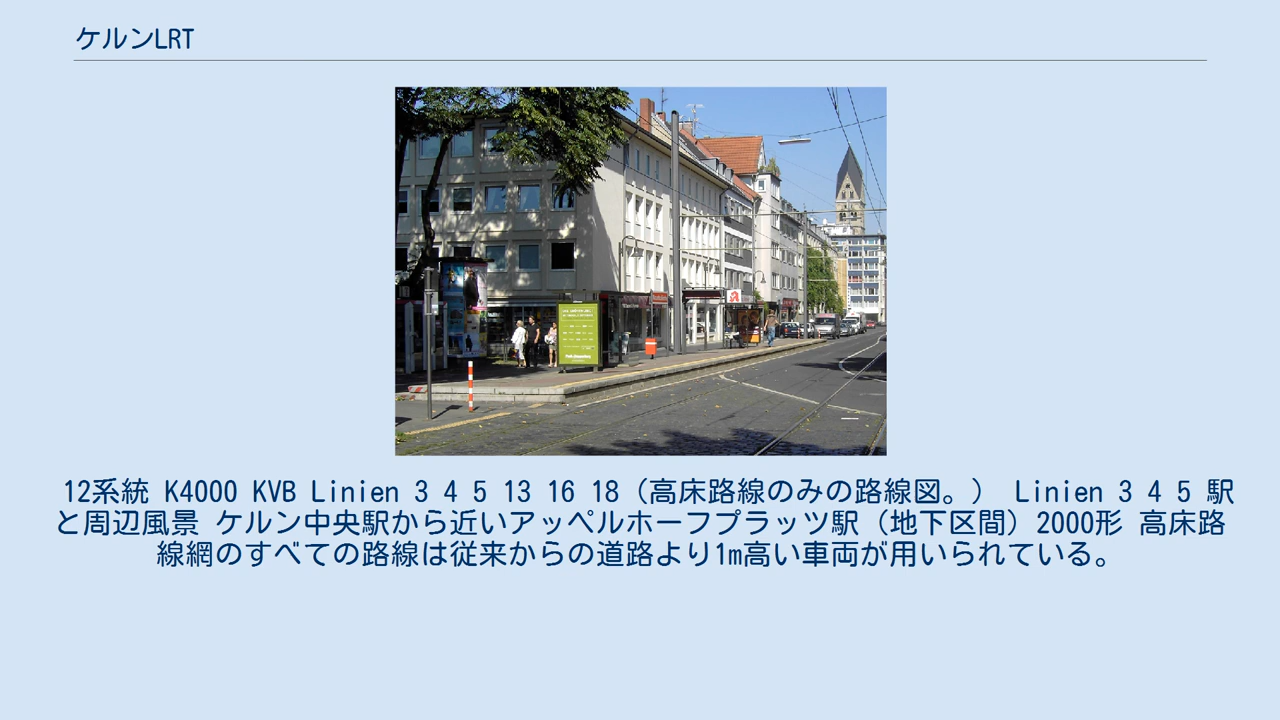 ケルンLRT
12系統 K4000 KVB Linien 3 4 5 13 16 18（高床路線のみの路線図。） Linien 3 4 5 駅
と周辺風景 ケルン中央駅から近いアッペルホーフプラッツ駅（地下区間）2000形 高床路
線網のすべての路線は従来からの道路より1m高い車両が用いられている。